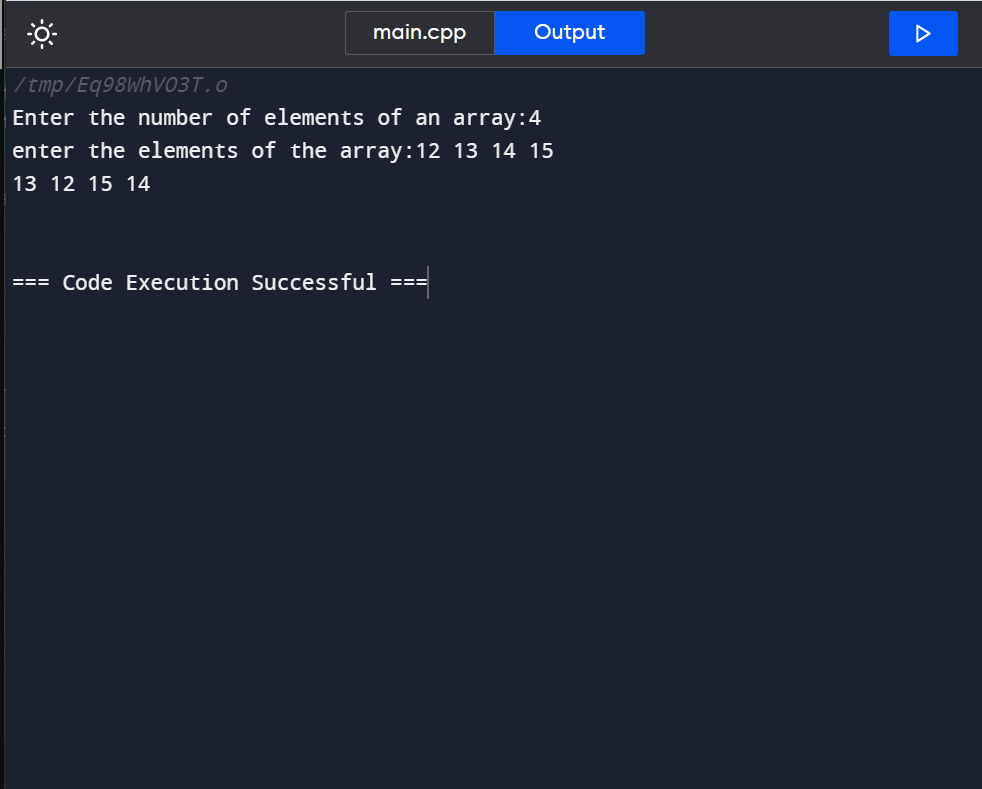 main.cpp Output
/tmp/Eq98WhVO3T.o
Enter the number of elements of an array:4
enter the elements of the array:12 13 14 15
13 12 15 14
=== Code Execution Successful ===